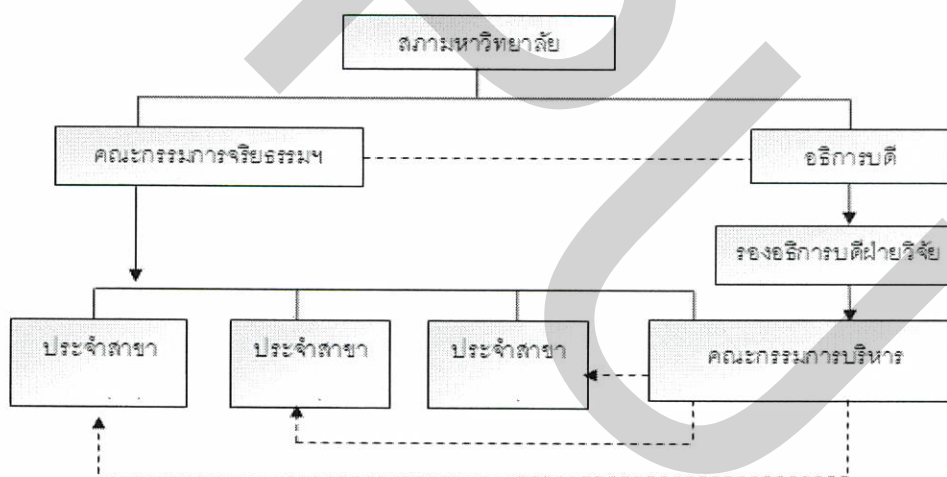 สภามหาวิทยาลัย
คณะกรรมการจริยธรรมฯ
อธิการบดี
รองอธิการบดีฝ่ายวิจัย
ประจำสาขา
ประจำสาขา
ประจำสาขา
คณะกรรมการบริหาร